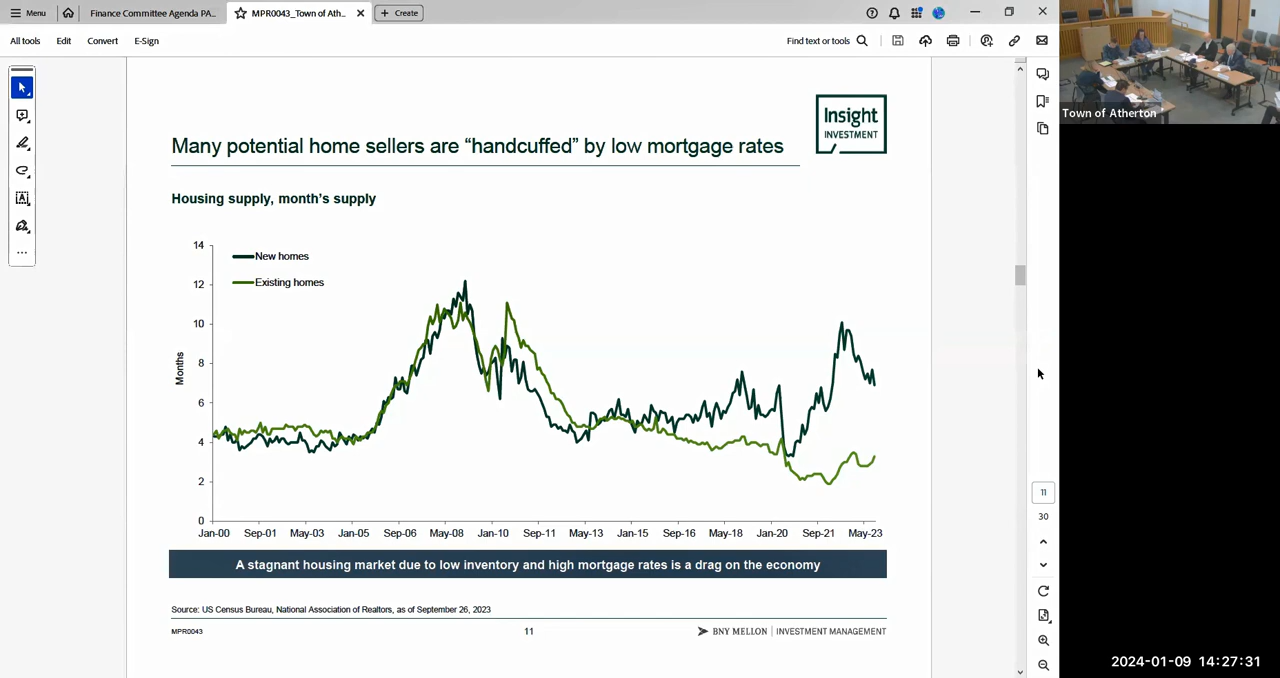 Menu
Finance Committee Agenda PA...
MPR0043_Town of Ath...
Create
All tools
Edit
Convert
E-Sign
Find text or tools
Town of Atherton
Insight
INVESTMENT
Many potential home sellers are “handcuffed” by low mortgage rates
Housing supply, month’s supply
14
12
10
8
6
4
2
0
Months
New homes
Existing homes
Jan-00 Sep-01 May-03 Jan-05 Sep-06 May-08 Jan-10 Sep-11 May-13 Jan-15 Sep-16 May-18 Jan-20 Sep-21 May-23
A stagnant housing market due to low inventory and high mortgage rates is a drag on the economy
Source: US Census Bureau, National Association of Realtors, as of September 26, 2023
MPR0043
11
BNY MELLON | INVESTMENT MANAGEMENT
11
30
2024-01-09 14:27:31